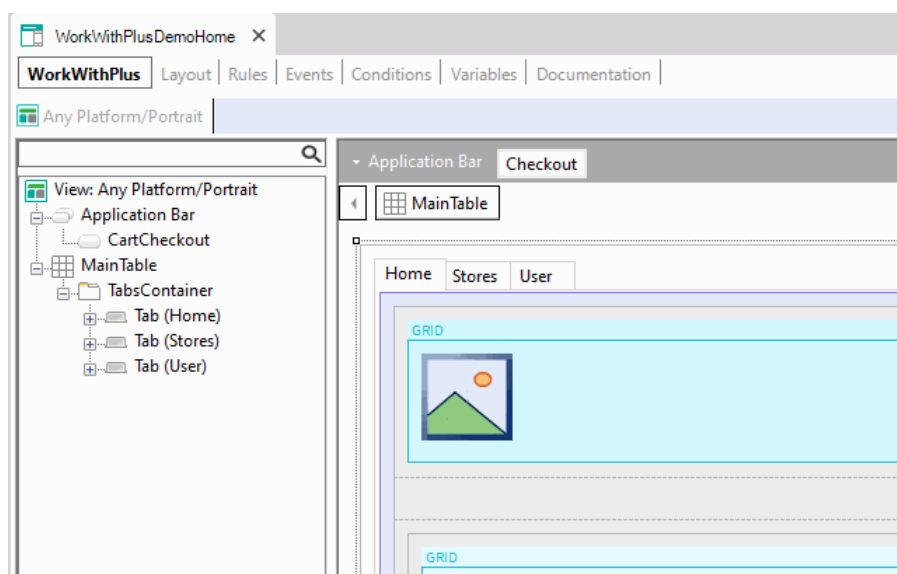 WorkWithPlusDemoHome
WorkWithPlus Layout Rules Events Conditions Variables Documentation
Any Platform/Portrait
View: Any Platform/Portrait
Application Bar
CartCheckout
MainTable
TabsContainer
Tab (Home)
Tab (Stores)
Tab (User)
Application Bar Checkout
MainTable
Home Stores User
GRID
GRID